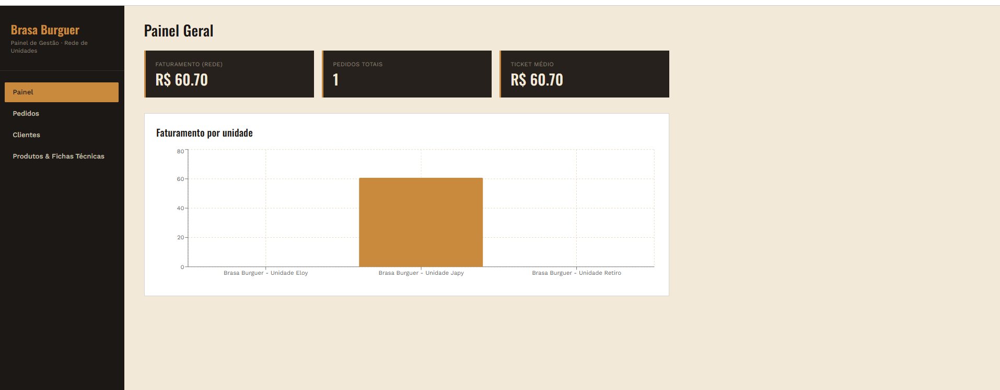 Brasa Burguer
Painel de Gestão · Rede de
Unidades
Painel
Pedidos
Clientes
Produtos & Fichas Técnicas
Painel Geral
FATURAMENTO (REDE)
R$ 60.70
PEDIDOS TOTAIS
1
TICKET MÉDIO
R$ 60.70
Faturamento por unidade
80
60
40
20
0
Brasa Burguer - Unidade Eloy
Brasa Burguer - Unidade Japy
Brasa Burguer - Unidade Retiro